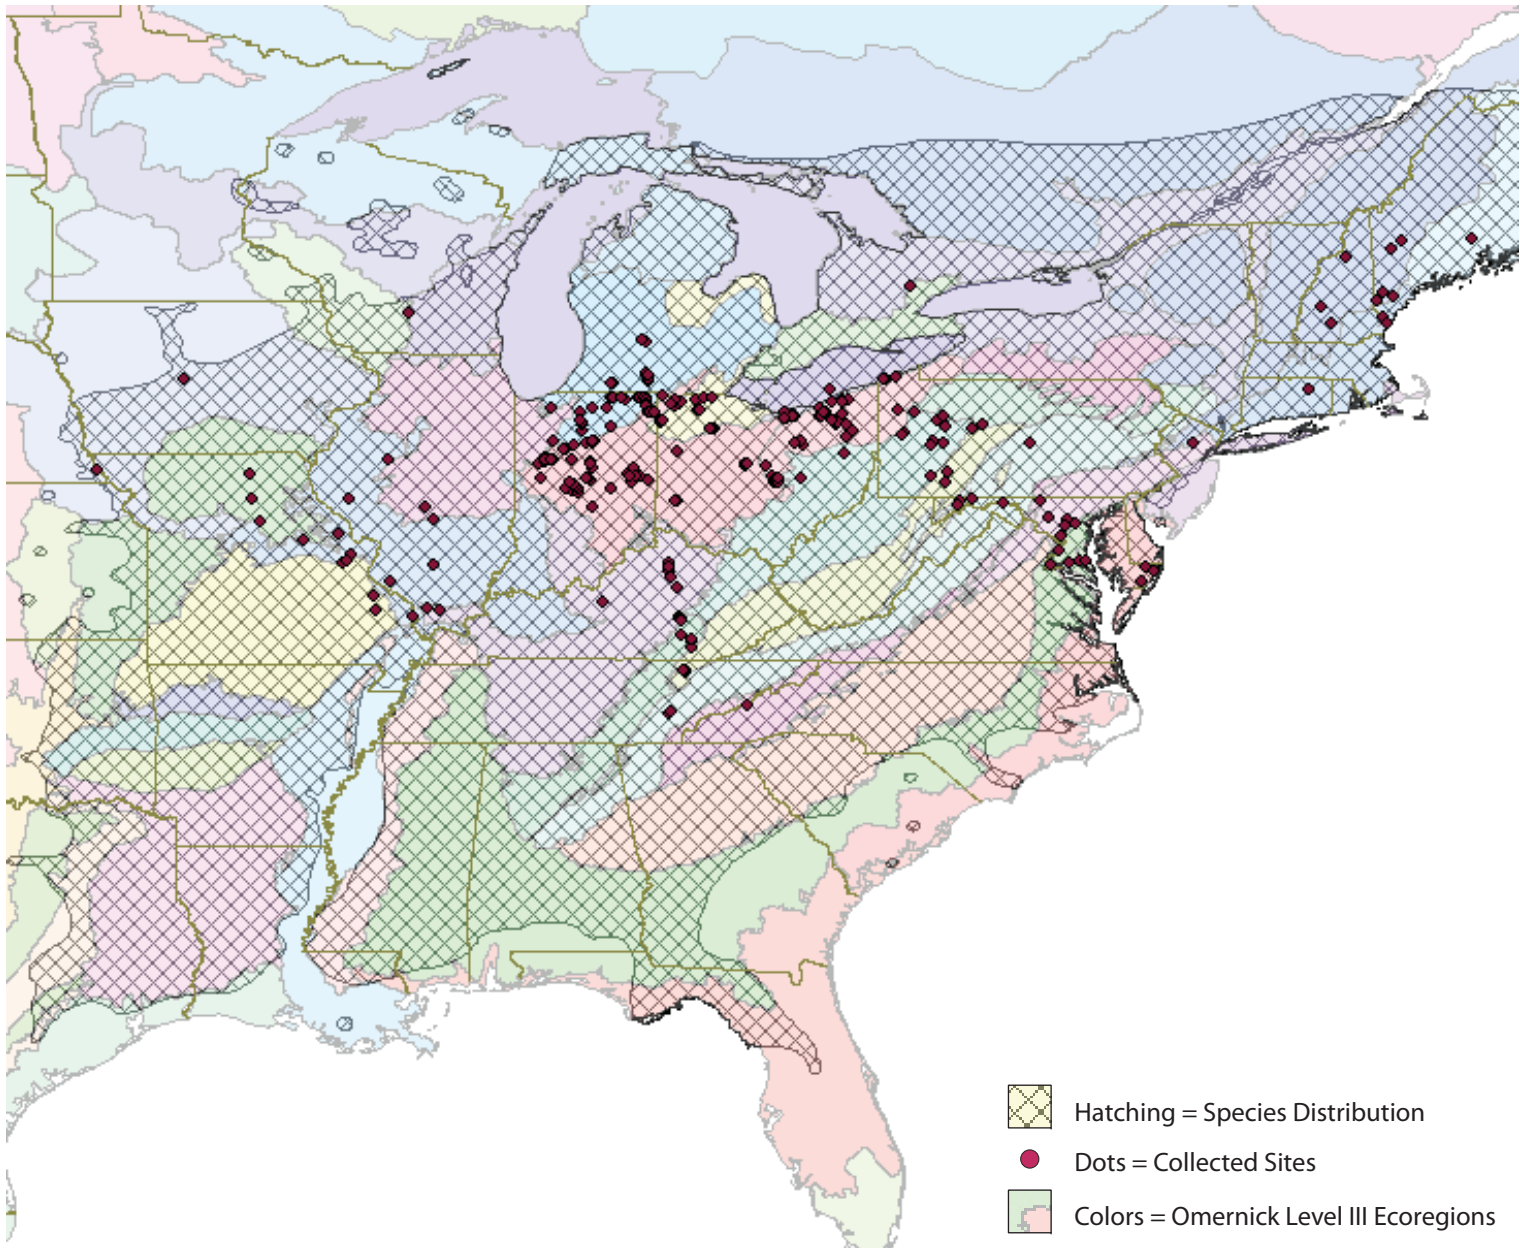 Hatching = Species Distribution
Dots = Collected Sites
Colors = Omernick Level III Ecoregions